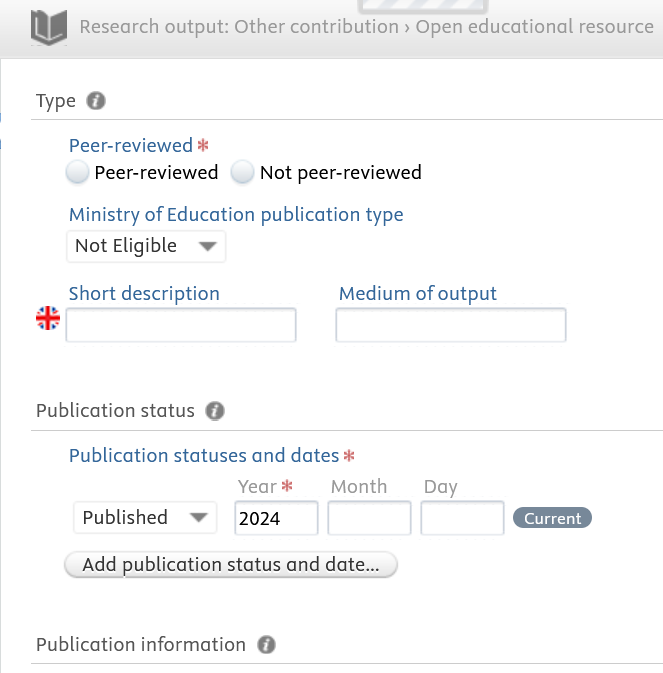 Research output: Other contribution › Open educational resource
Type
Peer-reviewed *
Peer-reviewed Not peer-reviewed
Ministry of Education publication type
Not Eligible
Short description Medium of output
Publication status
Publication statuses and dates *
Year * Month Day
Published 2024 Current
Add publication status and date...
Publication information